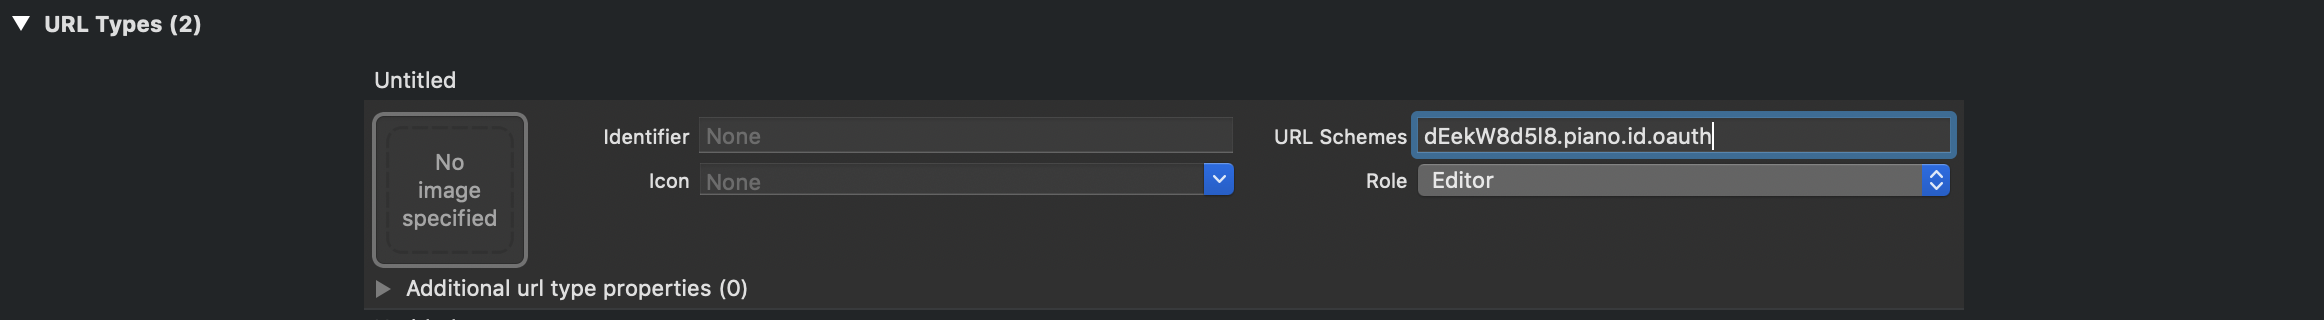 URL Types (2)
Untitled
No
image
specified
Identifier None
URL Schemes dEekW8d5l8.piano.id.oauth
Icon None
Role Editor
Additional url type properties (0)